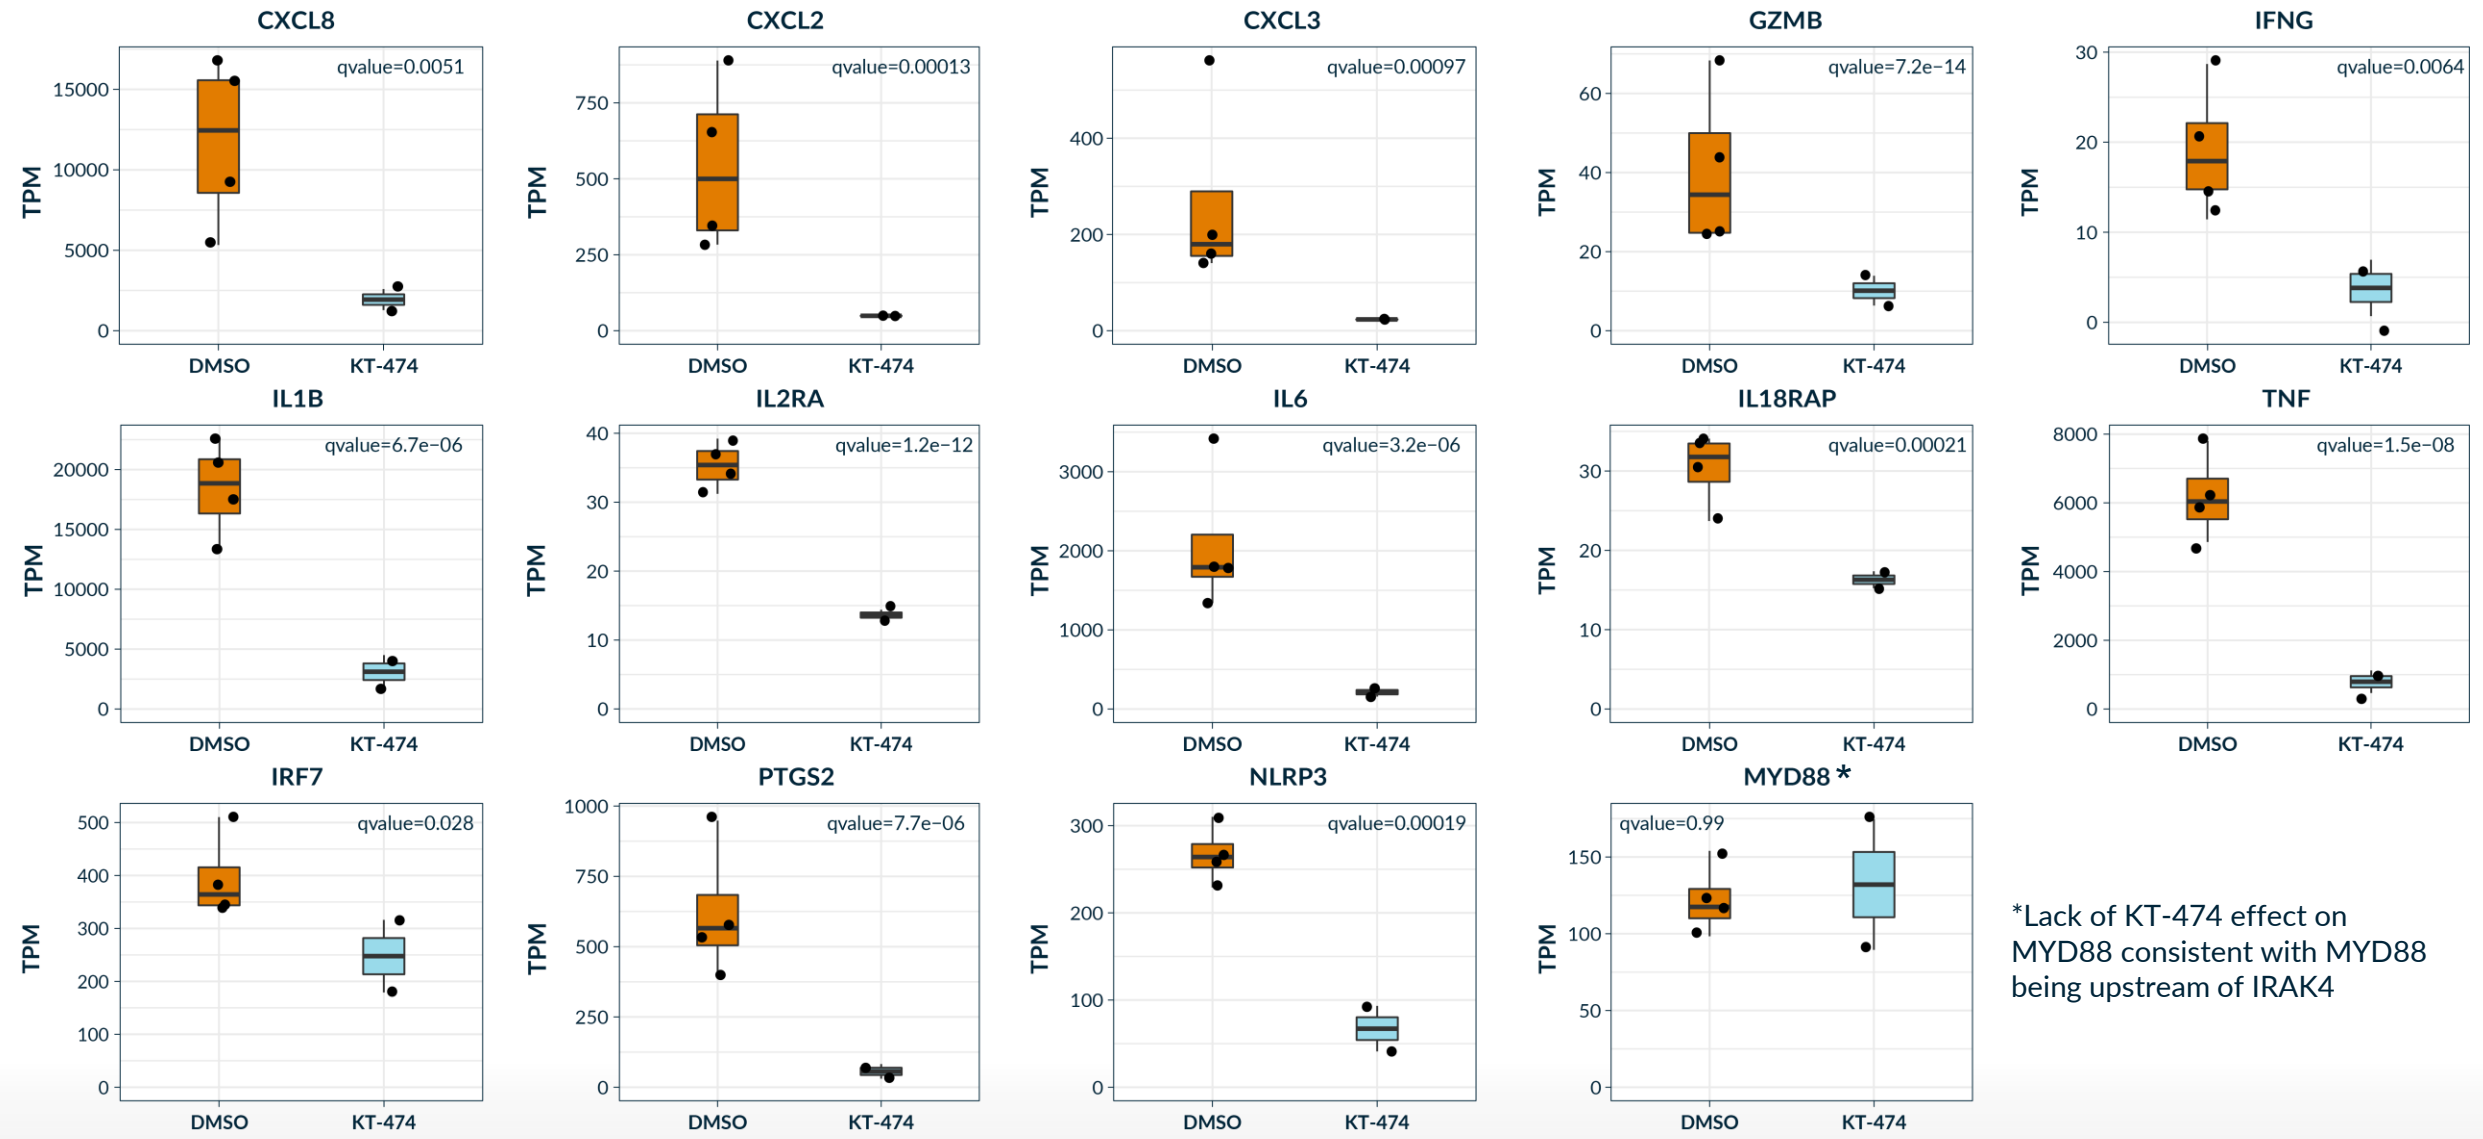 CXCL8
CXCL2
CXCL3
GZMB
IFNG
TPM
15000
10000
5000
0
qvalue=0.0051
DMSO
KT-474
TPM
750
500
250
0
qvalue=0.00013
DMSO
KT-474
TPM
400
200
0
qvalue=0.00097
DMSO
KT-474
TPM
60
40
20
0
qvalue=7.2e−14
DMSO
KT-474
TPM
30
20
10
0
qvalue=0.0064
DMSO
KT-474
IL1B
IL2RA
IL6
IL18RAP
TNF
TPM
20000
15000
10000
5000
0
qvalue=6.7e−06
DMSO
KT-474
TPM
40
30
20
10
0
qvalue=1.2e−12
DMSO
KT-474
TPM
3000
2000
1000
0
qvalue=3.2e−06
DMSO
KT-474
TPM
30
20
10
0
qvalue=0.00021
DMSO
KT-474
TPM
8000
6000
4000
2000
0
qvalue=1.5e−08
DMSO
KT-474
IRF7
PTGS2
NLRP3
MYD88 *
TPM
500
400
300
200
100
0
qvalue=0.028
DMSO
KT-474
TPM
1000
750
500
250
0
qvalue=7.7e−06
DMSO
KT-474
TPM
300
200
100
0
qvalue=0.00019
DMSO
KT-474
TPM
150
100
50
0
qvalue=0.99
DMSO
KT-474
*Lack of KT-474 effect on
MYD88 consistent with MYD88
being upstream of IRAK4